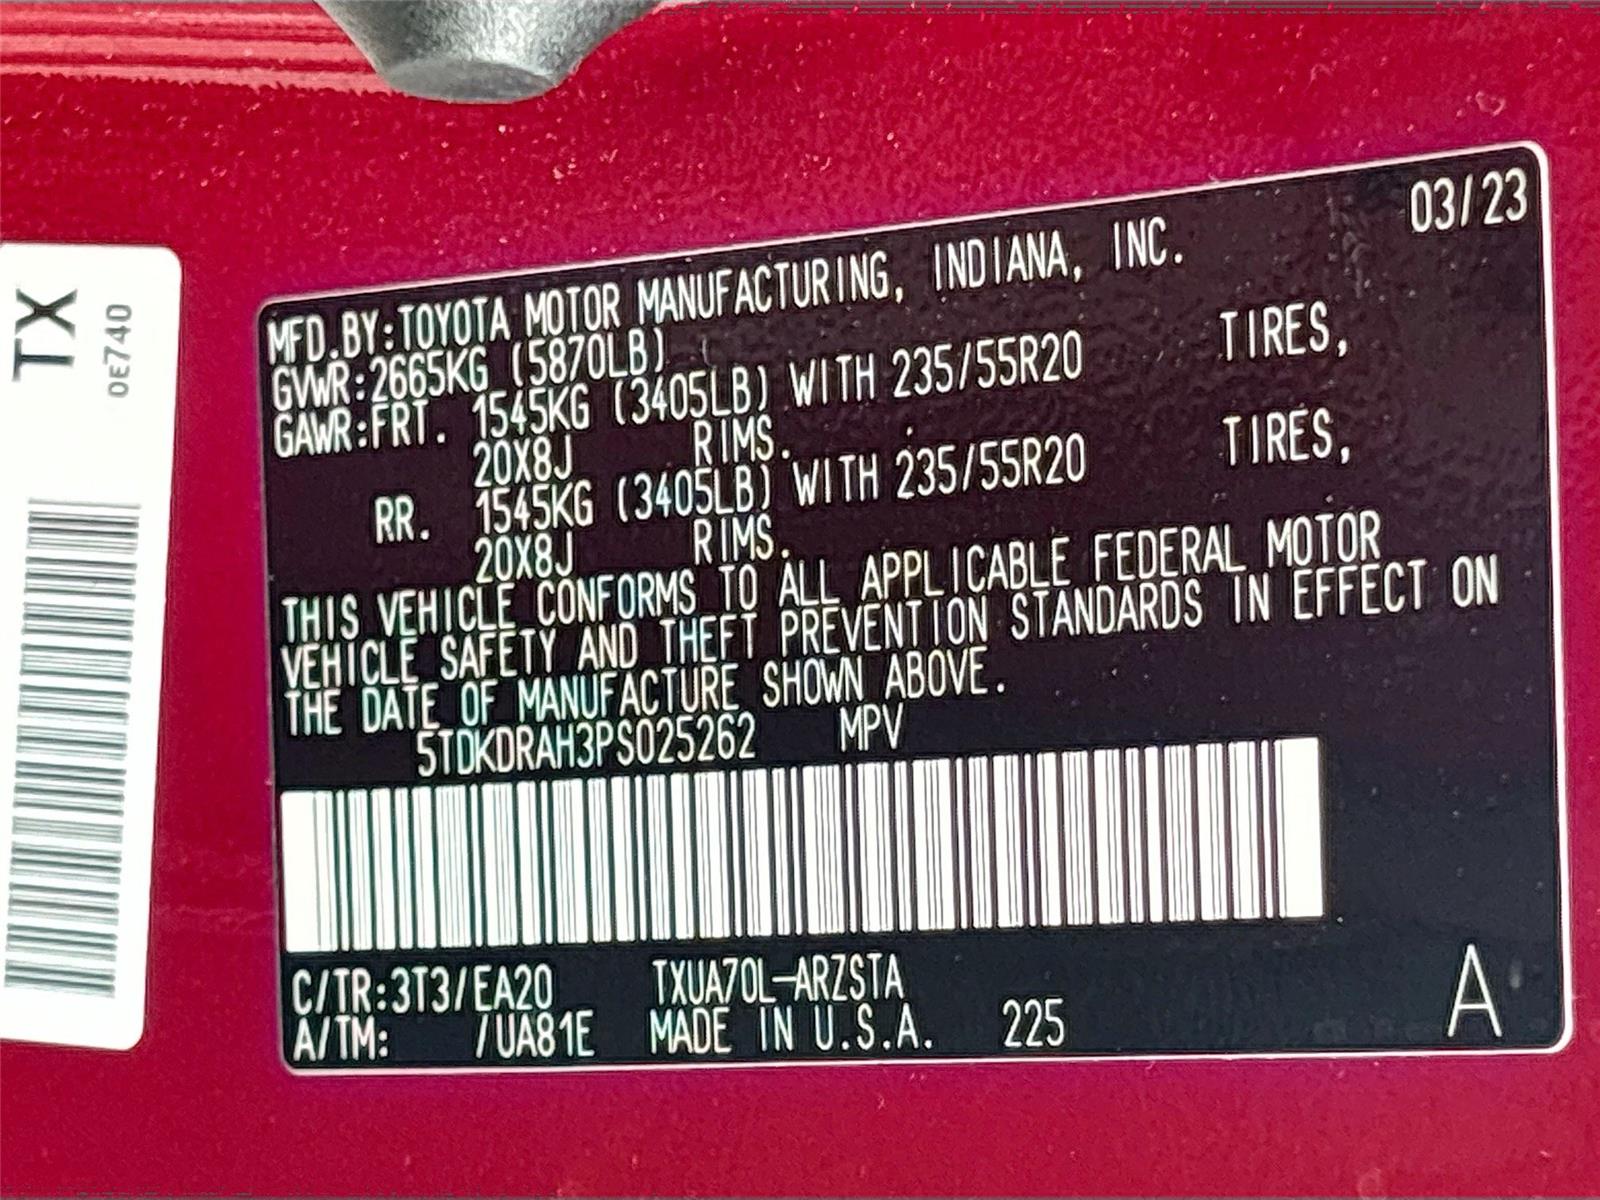 TX
0E740
03/23
MFD.BY:TOYOTA MOTOR MANUFACTURING, INDIANA, INC.
GVWR:2665KG (5870LB)
GAWR:FRT. 1545KG (3405LB) WITH 235/55R20 TIRES,
20X8J RIMS.
RR. 1545KG (3405LB) WITH 235/55R20 TIRES,
20X8J RIMS.
THIS VEHICLE CONFORMS TO ALL APPLICABLE FEDERAL MOTOR
VEHICLE SAFETY AND THEFT PREVENTION STANDARDS IN EFFECT ON
THE DATE OF MANUFACTURE SHOWN ABOVE.
5TDKDRAH3PS025262 MPV
C/TR:3T3/EA20 TXUA70L-ARZSTA
A/TM: /UA81E MADE IN U.S.A. 225
A